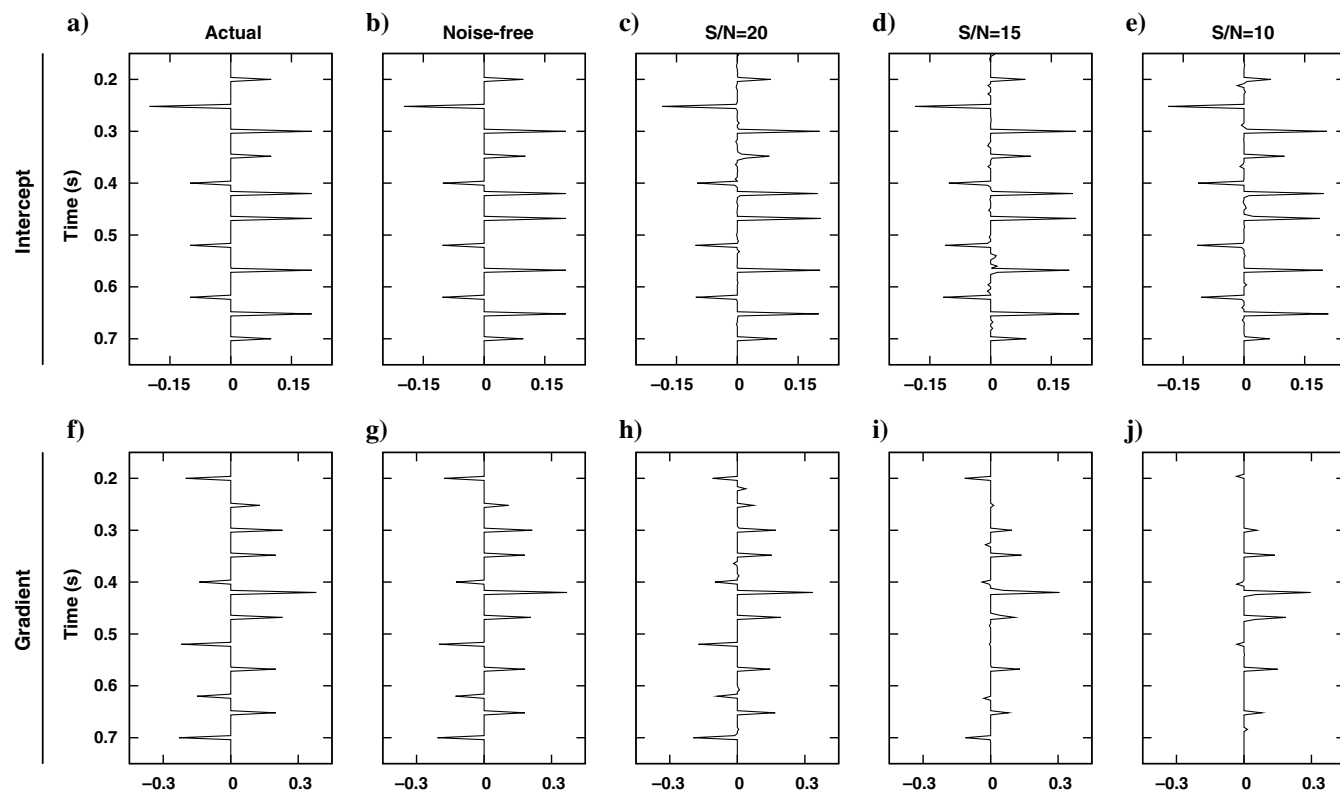 a) b) c) d) e)
Actual Noise-free S/N=20 S/N=15 S/N=10
Intercept
Time (s)
0.2
0.3
0.4
0.5
0.6
0.7
−0.15 0 0.15 −0.15 0 0.15 −0.15 0 0.15 −0.15 0 0.15 −0.15 0 0.15
f) g) h) i) j)
Gradient
Time (s)
0.2
0.3
0.4
0.5
0.6
0.7
−0.3 0 0.3 −0.3 0 0.3 −0.3 0 0.3 −0.3 0 0.3 −0.3 0 0.3